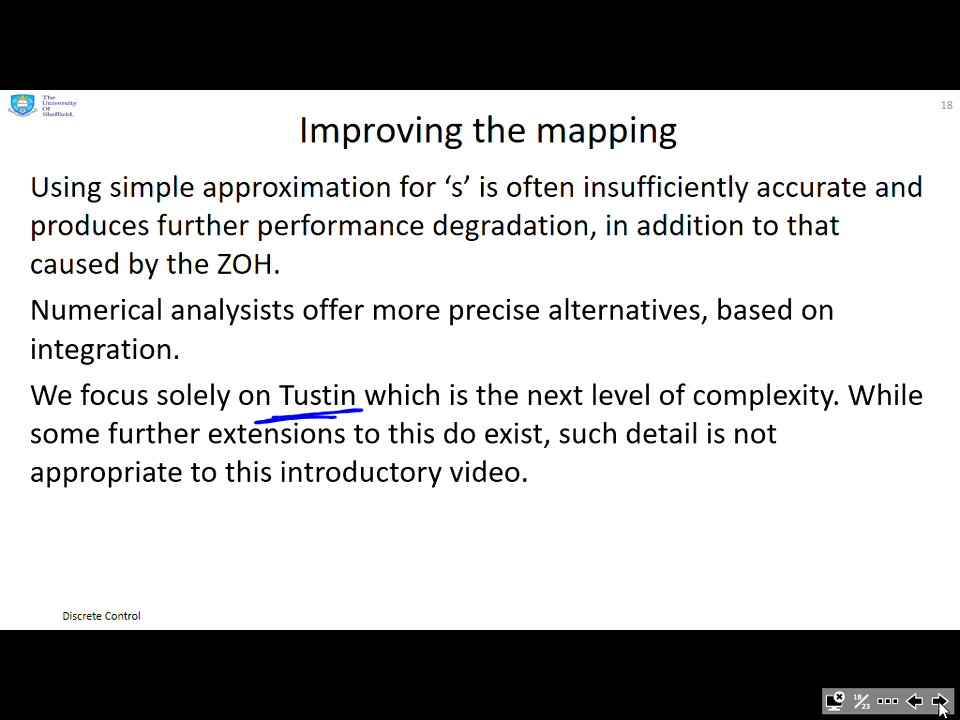 The
University
Of
Sheffield.
18
Improving the mapping
Using simple approximation for ‘s’ is often insufficiently accurate and
produces further performance degradation, in addition to that
caused by the ZOH.
Numerical analysists offer more precise alternatives, based on
integration.
We focus solely on Tustin which is the next level of complexity. While
some further extensions to this do exist, such detail is not
appropriate to this introductory video.
Discrete Control
18/23